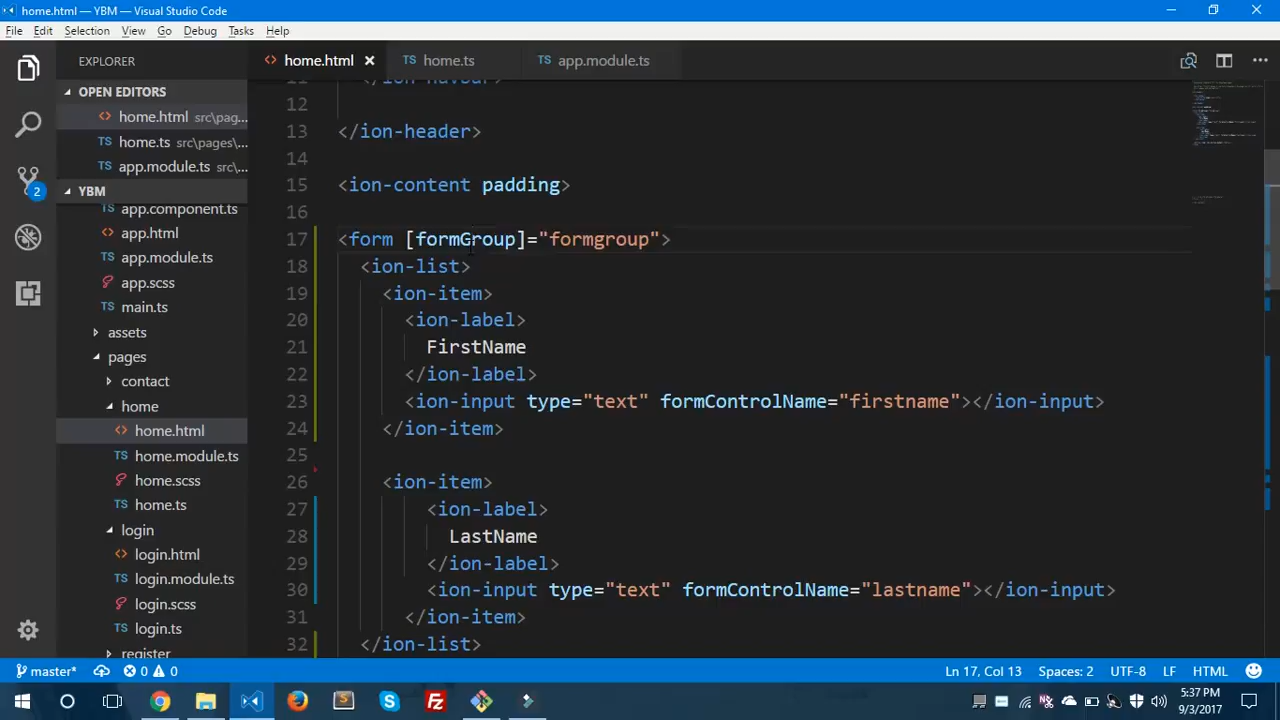 home.html — YBM — Visual Studio Code
File Edit Selection View Go Debug Tasks Help
EXPLORER
OPEN EDITORS
home.html src\pag...
home.ts src\pages\...
app.module.ts src\...
YBM
app.component.ts
app.html
app.module.ts
app.scss
main.ts
assets
pages
contact
home
home.html
home.module.ts
home.scss
home.ts
login
login.html
login.module.ts
login.scss
login.ts
register
home.html home.ts app.module.ts
12
13 </ion-header>
14
15 <ion-content padding>
16
17 <form [formGroup]="formgroup">
18 <ion-list>
19 <ion-item>
20 <ion-label>
21 FirstName
22 </ion-label>
23 <ion-input type="text" formControlName="firstname"></ion-input>
24 </ion-item>
25
26 <ion-item>
27 <ion-label>
28 LastName
29 </ion-label>
30 <ion-input type="text" formControlName="lastname"></ion-input>
31 </ion-item>
32 </ion-list>
2
master* 0 0 Ln 17, Col 13 Spaces: 2 UTF-8 LF HTML
5:37 PM
9/3/2017